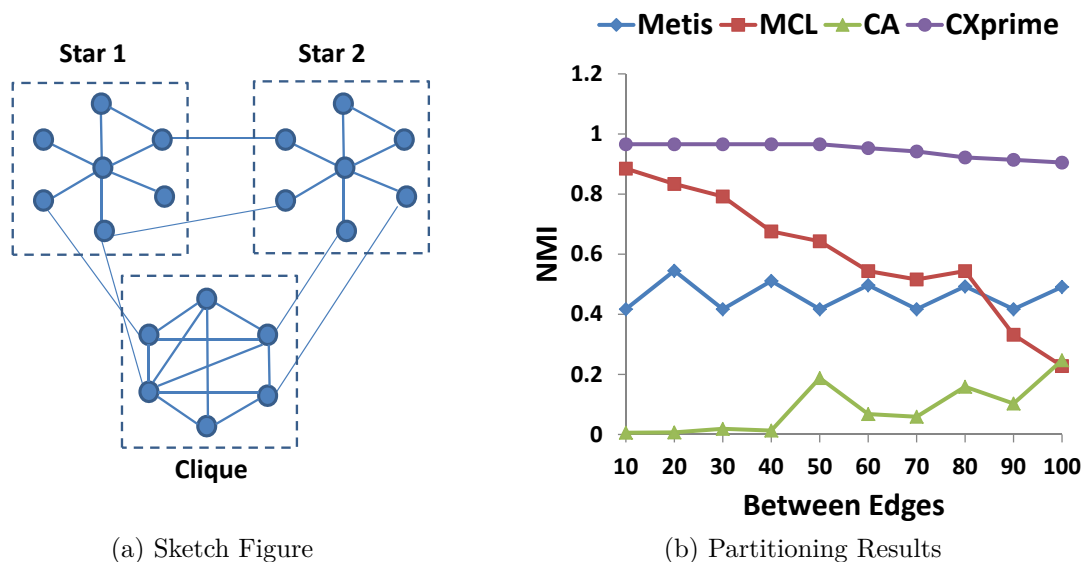 Star 1
Star 2
Clique
(a) Sketch Figure
Metis MCL CA CXprime
NMI
1.2
1
0.8
0.6
0.4
0.2
0
10 20 30 40 50 60 70 80 90 100
Between Edges
(b) Partitioning Results